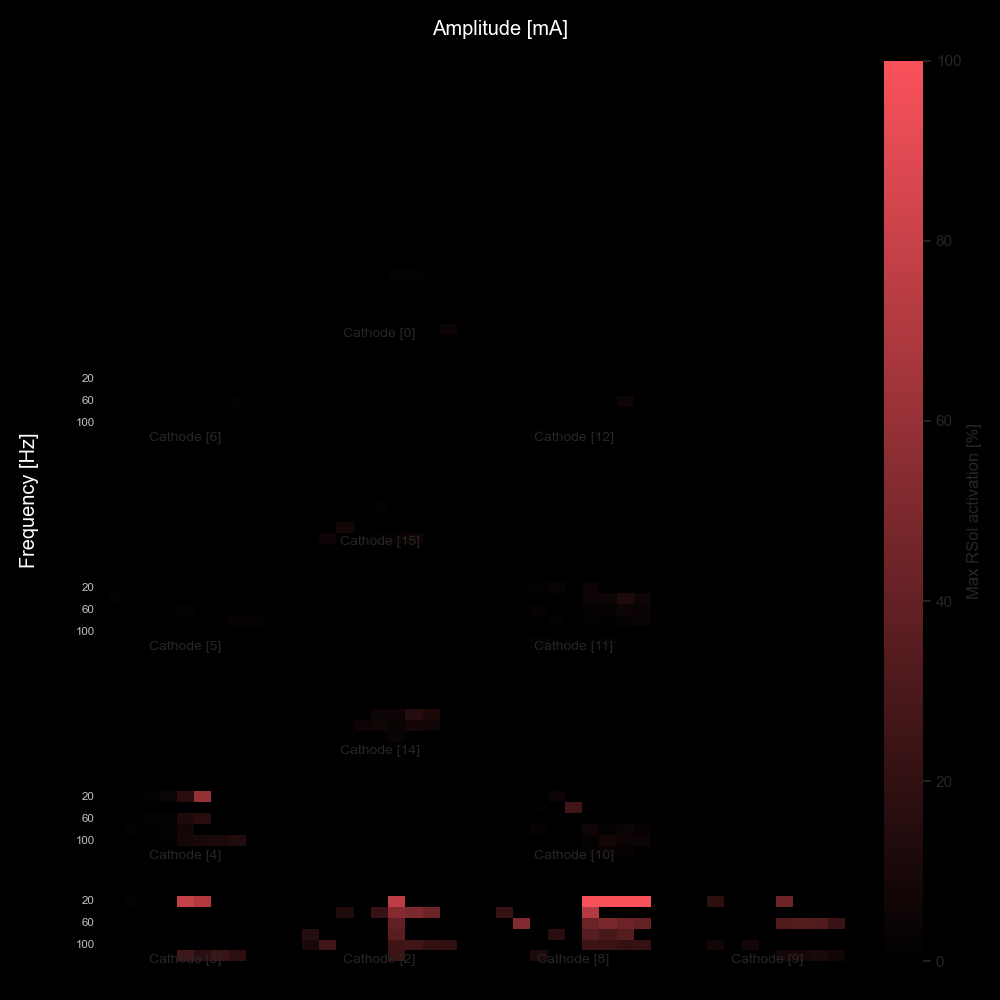 Amplitude [mA]
100
80
60
40
20
0
Max RSol activation [%]
Frequency [Hz]
Cathode [0]
20
60
100
Cathode [6]
Cathode [12]
Cathode [15]
20
60
100
Cathode [5]
Cathode [11]
Cathode [14]
20
60
100
Cathode [4]
Cathode [10]
20
60
100
Cathode [3]
Cathode [2]
Cathode [8]
Cathode [9]